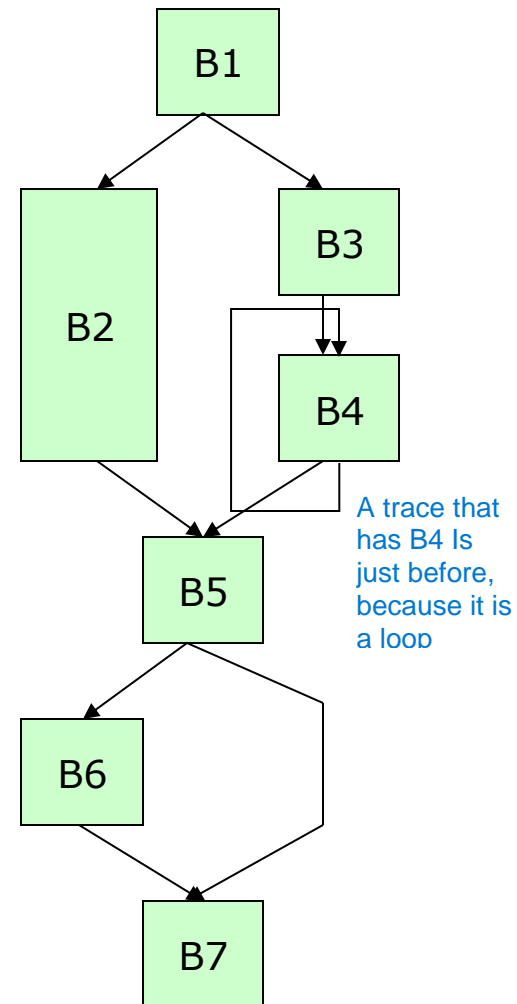 B1
B3
B2
B4
A trace that
has B4 Is
just before,
because it is
a loop
B5
B6
B7